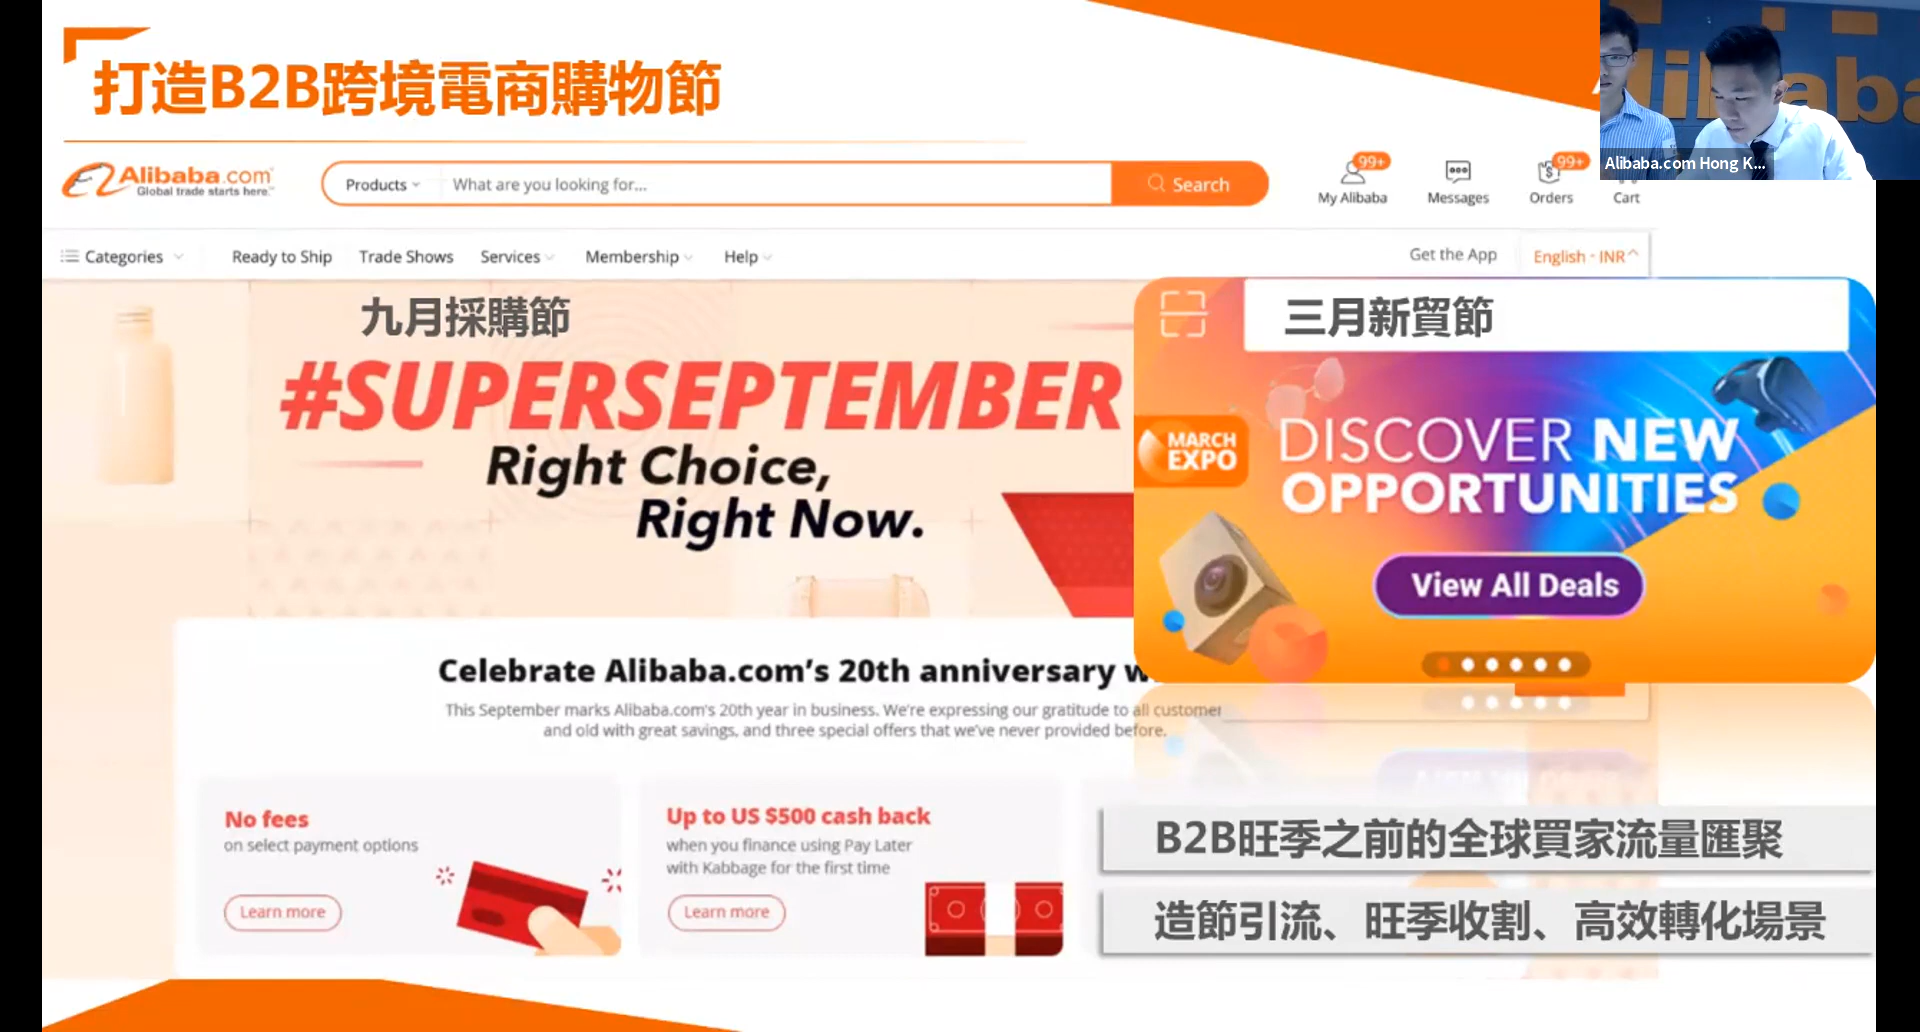 打造B2B跨境電商購物節
Alibaba.com Hong K...
Alibaba.com
Global trade starts here.™
Products
What are you looking for...
Search
99+
My Alibaba
Messages
99+
Orders
Cart
Categories
Ready to Ship
Trade Shows
Services
Membership
Help
Get the App
English - INR
九月採購節
#SUPERSEPTEMBER
Right Choice,
Right Now.
三月新貿節
MARCH
EXPO
DISCOVER NEW
OPPORTUNITIES
View All Deals
Celebrate Alibaba.com’s 20th anniversary
This September marks Alibaba.com's 20th year in business. We're expressing our gratitude to all customer
and old with great savings, and three special offers that we've never provided before.
No fees
on select payment options
Learn more
Up to US $500 cash back
when you finance using Pay Later
with Kabbage for the first time
Learn more
B2B旺季之前的全球買家流量匯聚
造節引流、旺季收割、高效轉化場景